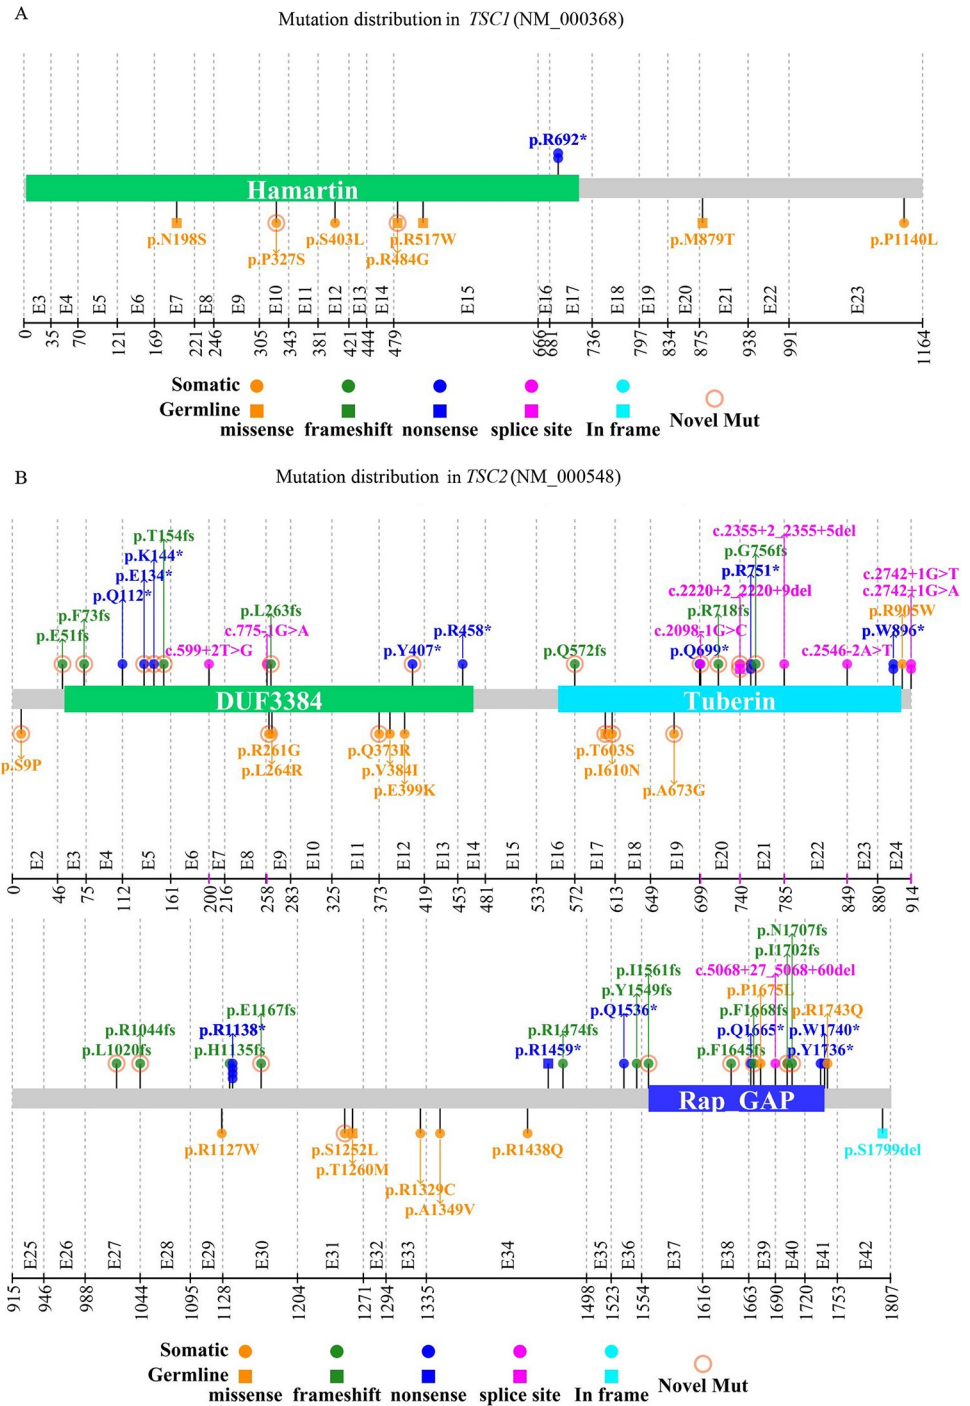 A
Mutation distribution in TSC1 (NM_000368)
p.R692*
Hamartin
p.N198S p.S403L p.R517W p.M879T p.P1140L
p.P327S p.R484G
E3 E4 E5 E6 E7 E8 E9 E10 E11 E12 E13 E14 E15 E16 E17 E18 E19 E20 E21 E22 E23
0 35 70 121 169 221 246 305 343 381 421 444 479 666 681 736 797 834 875 938 991 1164
Somatic
Germline
missense frameshift nonsense splice site In frame Novel Mut
B
Mutation distribution in TSC2 (NM_000548)
c.2355+2_2355+5del
p.T154fs p.G756fs
p.K144* p.R751* c.2742+1G>T
p.E134* c.2220+2_2220+9del c.2742+1G>A
p.Q112* p.L263fs p.R718fs p.R905W
p.F73fs c.775-1G>A p.R458* c.2098-1G>C p.W896*
p.E51fs c.599+2T>G p.Y407* p.Q572fs p.Q699* c.2546-2A>T
DUF3384 Tuberin
p.S9P p.R261G p.Q373R p.T603S
p.L264R p.V384I p.I610N
p.E399K p.A673G
E2 E3 E4 E5 E6 E7 E8 E9 E10 E11 E12 E13 E14 E15 E16 E17 E18 E19 E20 E21 E22 E23 E24
0 46 75 112 161 200 216 258 283 325 373 419 453 481 533 572 613 649 699 740 785 849 880 914
p.N1707fs
p.I1702fs
p.I1561fs c.5068+27_5068+60del
p.Y1549fs p.P1675L
p.E1167fs p.Q1536* p.F1668fs p.R1743Q
p.R1044fs p.R1138* p.R1474fs p.Q1665* p.W1740*
p.L1020fs p.H1135fs p.R1459* p.F1645fs p.Y1736*
Rap_GAP
p.R1127W p.S1252L p.R1438Q p.S1799del
p.T1260M
p.R1329C
p.A1349V
E25 E26 E27 E28 E29 E30 E31 E32 E33 E34 E35 E36 E37 E38 E39 E40 E41 E42
915 946 988 1044 1095 1128 1204 1271 1294 1335 1498 1523 1554 1616 1663 1690 1720 1753 1807
Somatic
Germline
missense frameshift nonsense splice site In frame Novel Mut